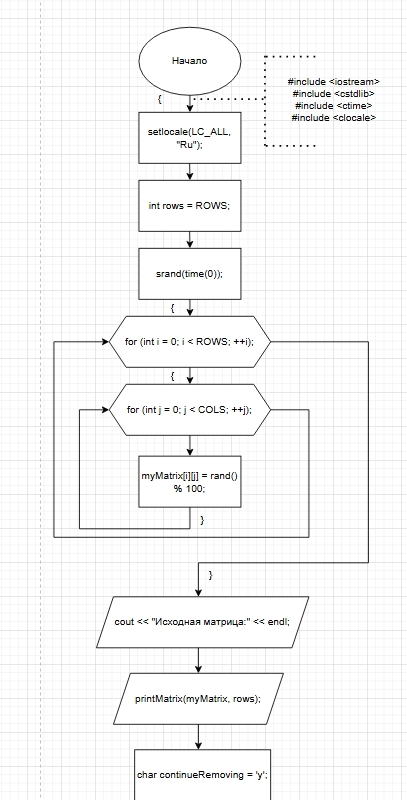 Начало
#include <iostream>
#include <cstdlib>
#include <ctime>
#include <clocale>
{
setlocale(LC_ALL,
"Ru");
int rows = ROWS;
srand(time(0));
{
for (int i = 0; i < ROWS; ++i);
{
for (int j = 0; j < COLS; ++j);
myMatrix[i][j] = rand()
% 100;
}
}
cout << "Исходная матрица:" << endl;
printMatrix(myMatrix, rows);
char continueRemoving = 'y';